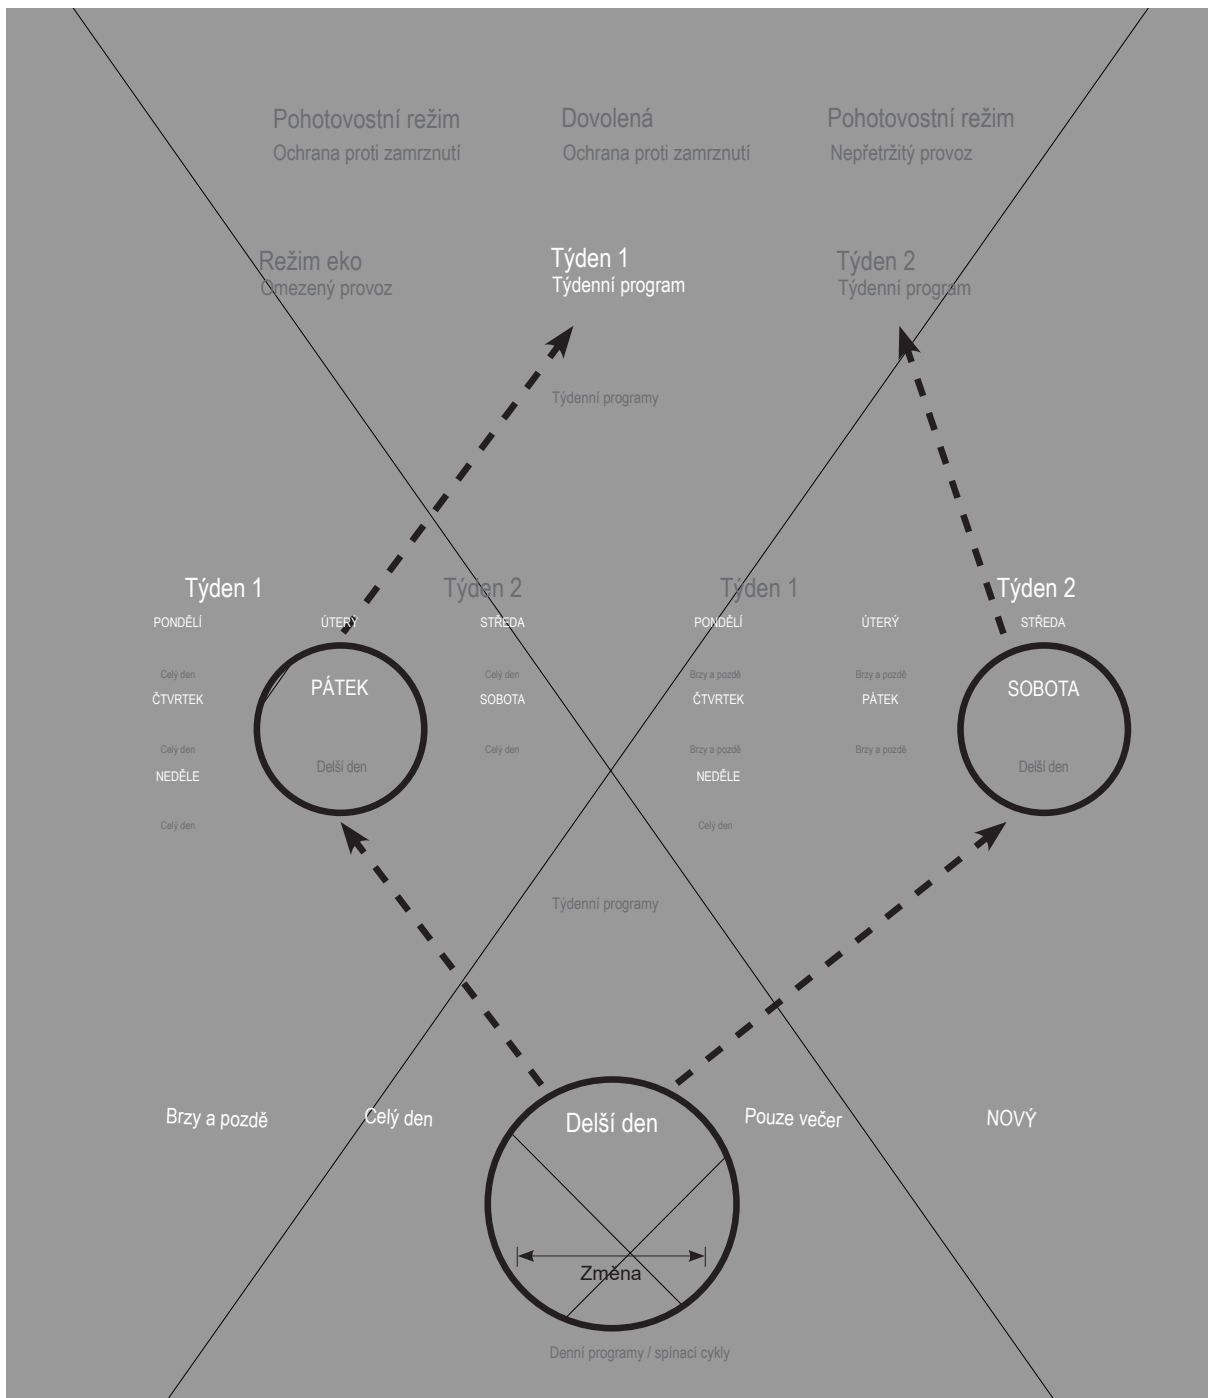 Pohotovostní režim
Ochrana proti zamrznutí
Dovolená
Ochrana proti zamrznutí
Pohotovostní režim
Nepřetržitý provoz
Režim eko
Omezený provoz
Týden 1
Týdenní program
Týden 2
Týdenní program
Týdenní programy
Týden 1
Týden 2
PONDĚLÍ
ÚTERÝ
STŘEDA
Celý den
Celý den
ČTVRTEK
PÁTEK
SOBOTA
Celý den
Delší den
Celý den
NEDĚLE
Celý den
Týden 1
Týden 2
PONDĚLÍ
ÚTERÝ
STŘEDA
Brzy a pozdě
Brzy a pozdě
ČTVRTEK
PÁTEK
SOBOTA
Brzy a pozdě
Brzy a pozdě
Delší den
NEDĚLE
Celý den
Týdenní programy
Brzy a pozdě
Celý den
Delší den
Pouze večer
NOVÝ
Změna
Denní programy / spínací cykly